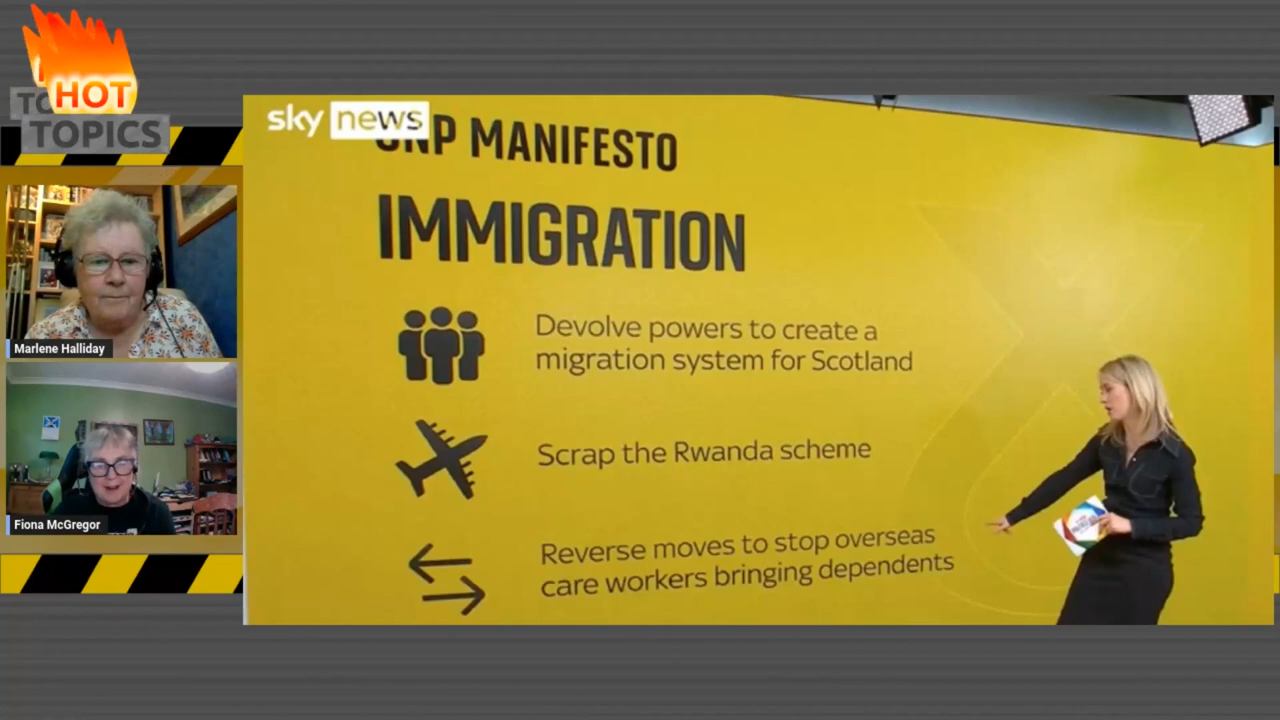 HOT
TOPICS
sky news
SNP MANIFESTO
IMMIGRATION
Devolve powers to create a
migration system for Scotland
Scrap the Rwanda scheme
Reverse moves to stop overseas
care workers bringing dependents
Marlene Halliday
Fiona McGregor